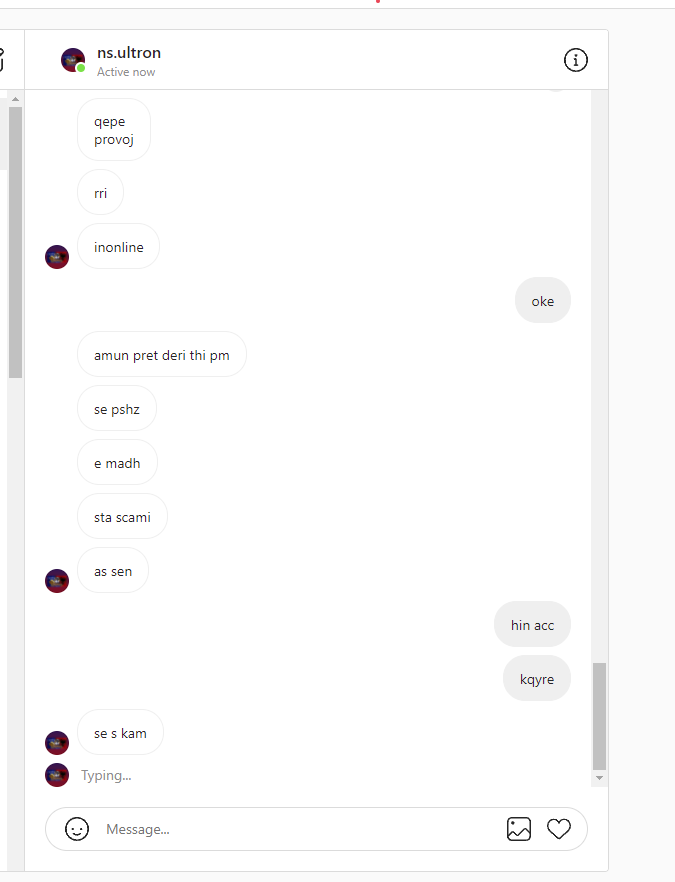 ns.ultron
Active now
qepe
provoj
rri
inonline
oke
amun pret deri thi pm
se pshz
e madh
sta scami
as sen
hin acc
kqyre
se s kam
Typing...
Message...